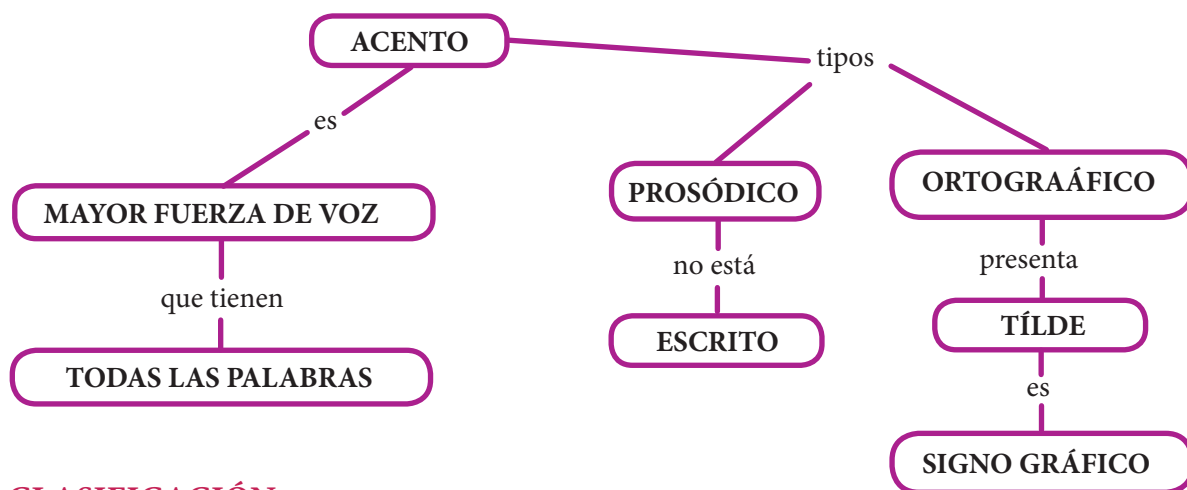 ACENTO
tipos
es
PROSÓDICO
ORTOGRAÁFICO
MAYOR FUERZA DE VOZ
no está
presenta
que tienen
TÍLDE
ESCRITO
TODAS LAS PALABRAS
es
SIGNO GRÁFICO
CLASIFICACIÓN